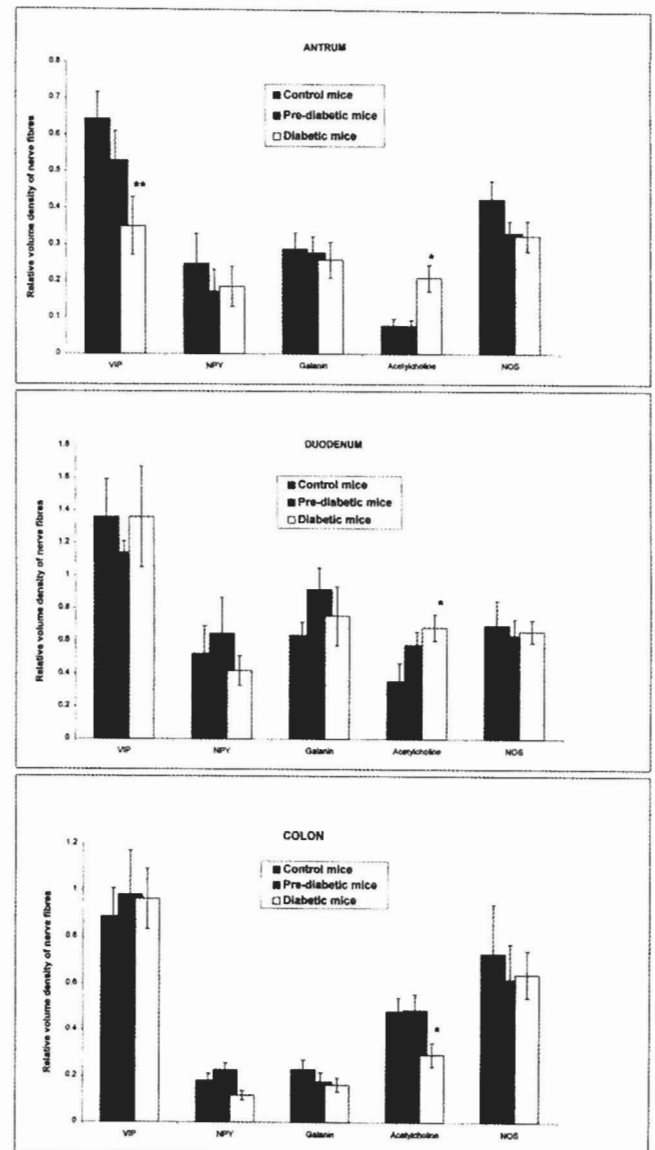 ANTRUM
Relative volume density of nerve fibres
0.8
0.7
0.6
0.5
0.4
0.3
0.2
0.1
0
Control mice
Pre-diabetic mice
Diabetic mice
**
*
VIP NPY Galanin Acetylcholine NOS
DUODENUM
Relative volume density of nerve fibres
1.8
1.6
1.4
1.2
1
0.8
0.6
0.4
0.2
0
Control mice
Pre-diabetic mice
Diabetic mice
*
VIP NPY Galanin Acetylcholine NOS
COLON
Relative volume density of nerve fibres
1.2
1
0.8
0.6
0.4
0.2
0
Control mice
Pre-diabetic mice
Diabetic mice
*
VIP NPY Galanin Acetylcholine NOS